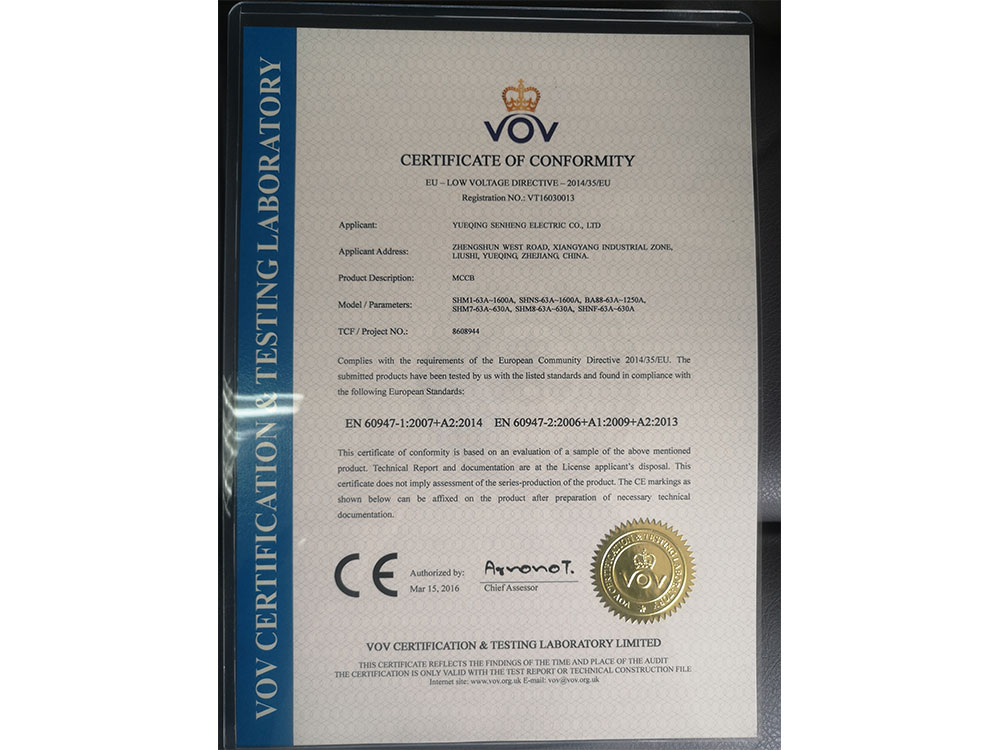 VOV CERTIFICATION & TESTING LABORATORY
VOV
CERTIFICATE OF CONFORMITY
EU – LOW VOLTAGE DIRECTIVE – 2014/35/EU
Registration NO.: VT16030013
Applicant: YUEQING SENHENG ELECTRIC CO., LTD
Applicant Address: ZHENGSHUN WEST ROAD, XIANGYANG INDUSTRIAL ZONE,
LIUSHI, YUEQING, ZHEJIANG, CHINA.
Product Description: MCCB
Model / Parameters: SHM1-63A~1600A, SHNS-63A~1600A, BA88-63A~1250A,
SHM7-63A~630A, SHM8-63A~630A, SHNF-63A~630A
TCF / Project NO.: 8608944
Complies with the requirements of the European Community Directive 2014/35/EU. The
submitted products have been tested by us with the listed standards and found in compliance with
the following European Standards:
EN 60947-1:2007+A2:2014 EN 60947-2:2006+A1:2009+A2:2013
This certificate of conformity is based on an evaluation of a sample of the above mentioned
product. Technical Report and documentation are at the License applicant's disposal. This
certificate does not imply assessment of the series-production of the product. The CE markings as
shown below can be affixed on the product after preparation of necessary technical
documentation.
CE
Authorized by:
Mar 15, 2016
Chief Assessor
VOV CERTIFICATION & TESTING LABORATORY
VOV
VOV CERTIFICATION & TESTING LABORATORY LIMITED
THIS CERTIFICATE REFLECTS THE FINDINGS OF THE TIME AND PLACE OF THE AUDIT
THE CERTIFICATION IS ONLY VALID WITH THE TEST REPORT OR TECHNICAL CONSTRUCTION FILE
Internet site: www.vov.org.uk E-mail: vov@vov.org.uk